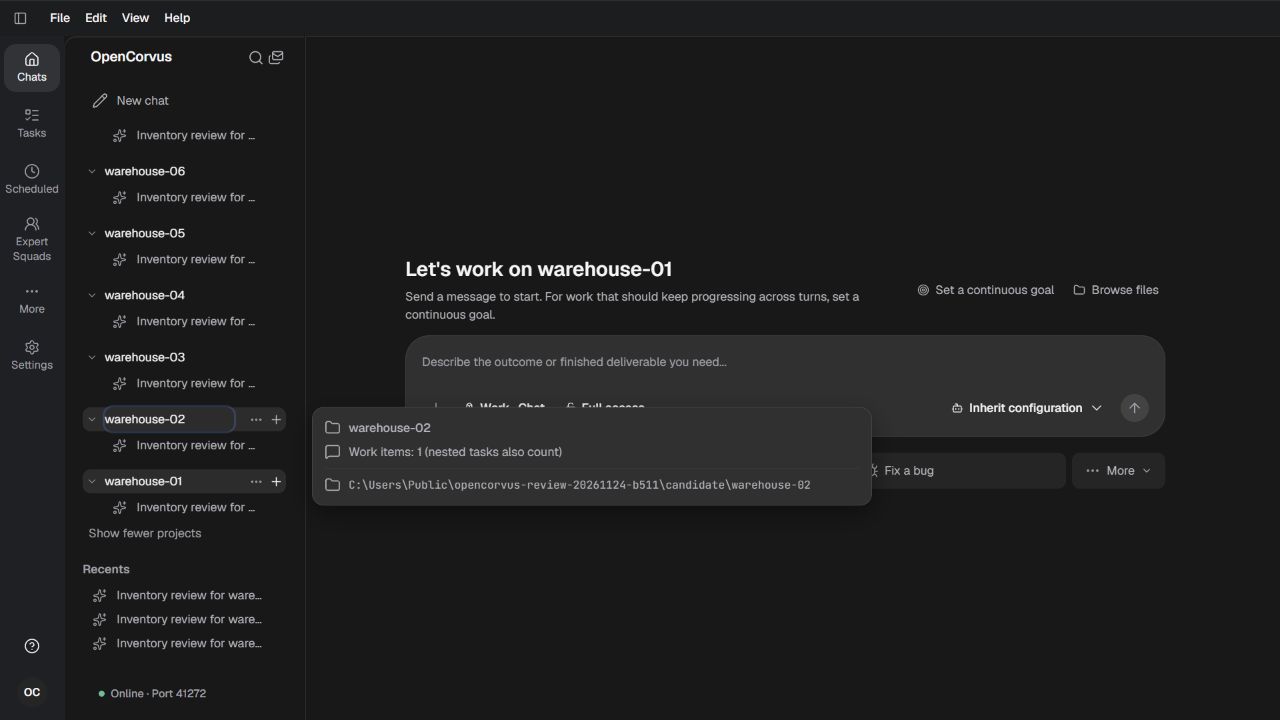 File Edit View Help
Chats
Tasks
Scheduled
Expert
Squads
More
Settings
OC
OpenCorvus
New chat
Inventory review for ...
warehouse-06
Inventory review for ...
warehouse-05
Inventory review for ...
warehouse-04
Inventory review for ...
warehouse-03
Inventory review for ...
warehouse-02
Inventory review for ...
warehouse-01
Inventory review for ...
Show fewer projects
Recents
Inventory review for ware...
Inventory review for ware...
Inventory review for ware...
Online · Port 41272
Let's work on warehouse-01
Send a message to start. For work that should keep progressing across turns, set a
continuous goal.
Set a continuous goal
Browse files
Describe the outcome or finished deliverable you need...
Work Chat Full access
Inherit configuration
warehouse-02
Work items: 1 (nested tasks also count)
C:\Users\Public\opencorvus-review-20261124-b511\candidate\warehouse-02
Fix a bug
More